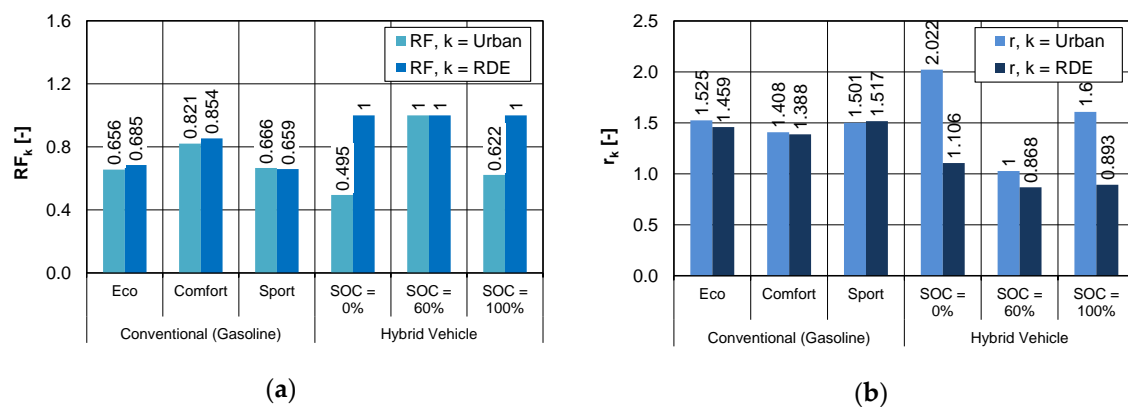 1.6
1.2
0.8
0.4
0.0
RF_k [-]
RF, k = Urban
RF, k = RDE
0.656
0.685
0.821
0.854
0.666
0.659
0.495
1
1
1
0.622
1
Eco
Comfort
Sport
SOC =
0%
SOC =
60%
SOC =
100%
Conventional (Gasoline)
Hybrid Vehicle
(a)
2.5
2.0
1.5
1.0
0.5
0.0
r_k [-]
r, k = Urban
r, k = RDE
1.525
1.459
1.408
1.388
1.501
1.517
2.022
1.106
1
0.868
1.6
0.893
Eco
Comfort
Sport
SOC =
0%
SOC =
60%
SOC =
100%
Conventional (Gasoline)
Hybrid Vehicle
(b)